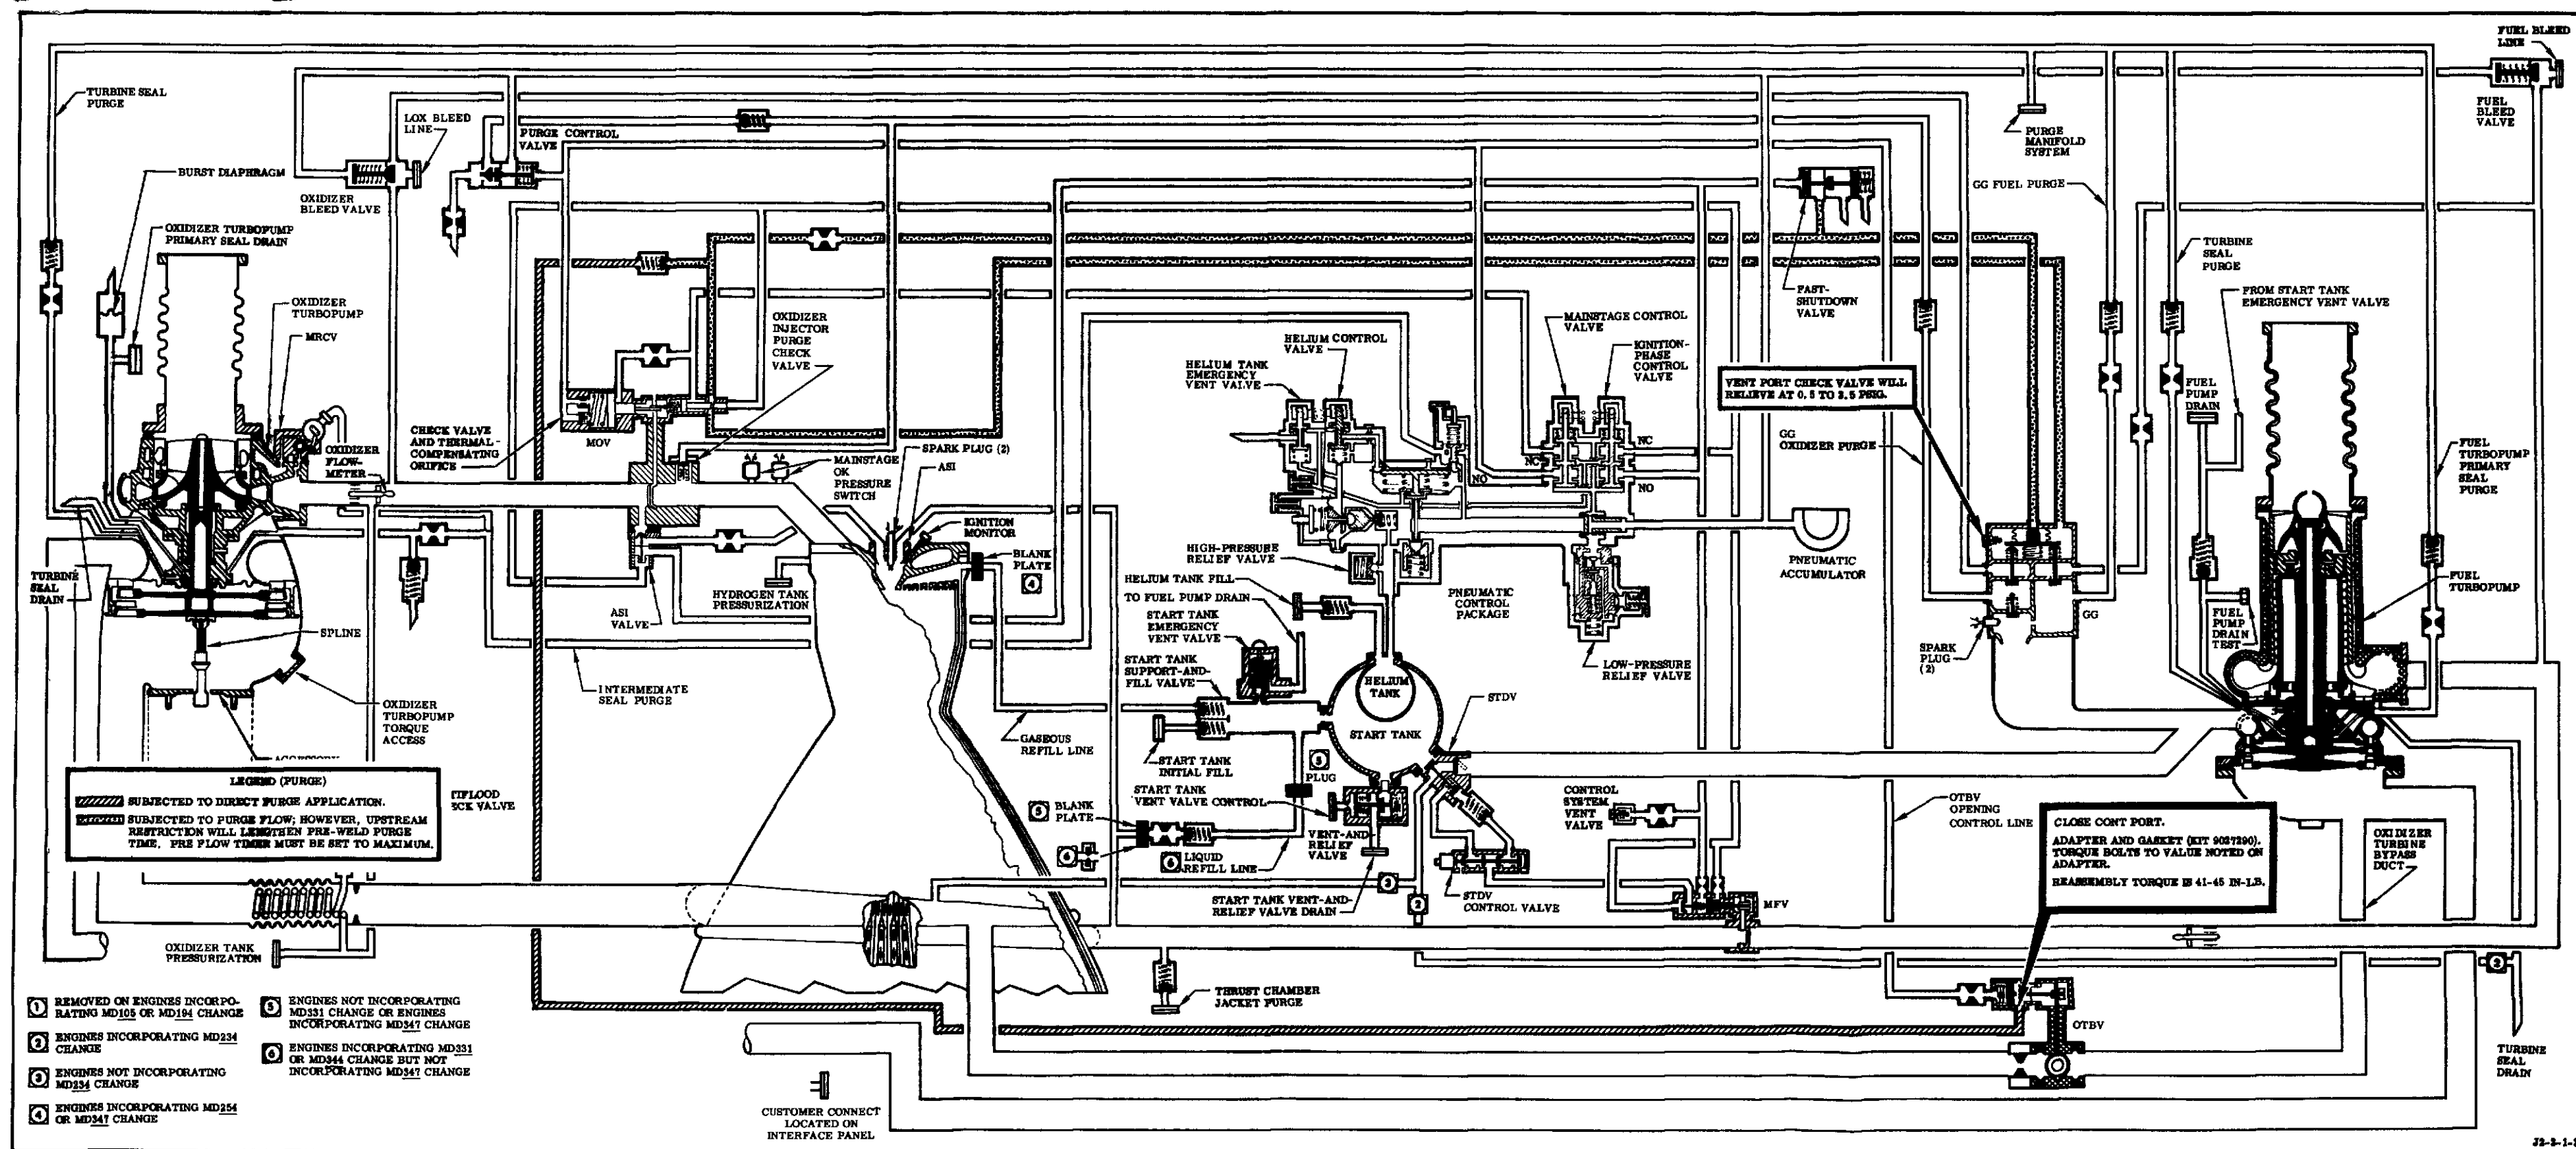 FUEL BLEED
LINE
TURBINE SEAL
PURGE
LOX BLEED
LINE
PURGE CONTROL
VALVE
FUEL
BLEED
VALVE
PURGE
MANIFOLD
SYSTEM
BURST DIAPHRAGM
OXIDIZER
BLEED VALVE
GG FUEL PURGE
OXIDIZER TURBOPUMP
PRIMARY SEAL DRAIN
TURBINE
SEAL
PURGE
FAST-
SHUTDOWN
VALVE
FROM START TANK
EMERGENCY VENT VALVE
OXIDIZER
TURBOPUMP
MRCV
OXIDIZER
INJECTOR
PURGE
CHECK
VALVE
MAINSTAGE CONTROL
VALVE
HELIUM CONTROL
VALVE
IGNITION-
PHASE
CONTROL
VALVE
HELIUM TANK
EMERGENCY
VENT VALVE
VENT PORT CHECK VALVE WILL
RELIEVE AT 0.5 TO 3.5 PSIG.
FUEL
PUMP
DRAIN
CHECK VALVE
AND THERMAL-
COMPENSATING
ORIFICE
MOV
OXIDIZER
FLOW-
METER
SPARK PLUG (2)
ASI
MAINSTAGE
OK
PRESSURE
SWITCH
NC
NC
NO
NO
GG
OXIDIZER PURGE
FUEL
TURBOPUMP
PRIMARY
SEAL
PURGE
IGNITION
MONITOR
BLANK
PLATE
4
HIGH-PRESSURE
RELIEF VALVE
PNEUMATIC
ACCUMULATOR
TURBINE
SEAL
DRAIN
HYDROGEN TANK
PRESSURIZATION
HELIUM TANK FILL
TO FUEL PUMP DRAIN
PNEUMATIC
CONTROL
PACKAGE
FUEL
TURBOPUMP
ASI
VALVE
START TANK
EMERGENCY
VENT VALVE
GG
FUEL
PUMP
DRAIN
TEST
SPLINE
SPARK
PLUG
(2)
START TANK
SUPPORT-AND-
FILL VALVE
LOW-PRESSURE
RELIEF VALVE
HELIUM
TANK
STDV
INTERMEDIATE
SEAL PURGE
OXIDIZER
TURBOPUMP
TORQUE
ACCESS
GASEOUS
REFILL LINE
START TANK
START TANK
INITIAL FILL
5
PLUG
LEGEND (PURGE)
SUBJECTED TO DIRECT PURGE APPLICATION.
SUBJECTED TO PURGE FLOW; HOWEVER, UPSTREAM
RESTRICTION WILL LENGTHEN PRE-WELD PURGE
TIME. PRE FLOW TIMER MUST BE SET TO MAXIMUM.
START TANK
VENT VALVE CONTROL
5
BLANK
PLATE
CONTROL
SYSTEM
VENT
VALVE
OTBV
OPENING
CONTROL LINE
CLOSE CONT PORT.
ADAPTER AND GASKET (KIT 9027290).
TORQUE BOLTS TO VALUE NOTED ON
ADAPTER.
REASSEMBLY TORQUE IS 41-45 IN-LB.
OXIDIZER
TURBINE
BYPASS
DUCT
VENT-AND-
RELIEF
VALVE
6
6
LIQUID
REFILL LINE
3
START TANK VENT-AND-
RELIEF VALVE DRAIN
2
STDV
CONTROL VALVE
MFV
OXIDIZER TANK
PRESSURIZATION
2
THRUST CHAMBER
JACKET PURGE
1 REMOVED ON ENGINES INCORPO-
RATING MD105 OR MD194 CHANGE
2 ENGINES INCORPORATING MD234
CHANGE
3 ENGINES NOT INCORPORATING
MD234 CHANGE
4 ENGINES INCORPORATING MD254
OR MD347 CHANGE
5 ENGINES NOT INCORPORATING
MD331 CHANGE OR ENGINES
INCORPORATING MD347 CHANGE
6 ENGINES INCORPORATING MD331
OR MD344 CHANGE BUT NOT
INCORPORATING MD347 CHANGE
OTBV
TURBINE
SEAL
DRAIN
CUSTOMER CONNECT
LOCATED ON
INTERFACE PANEL